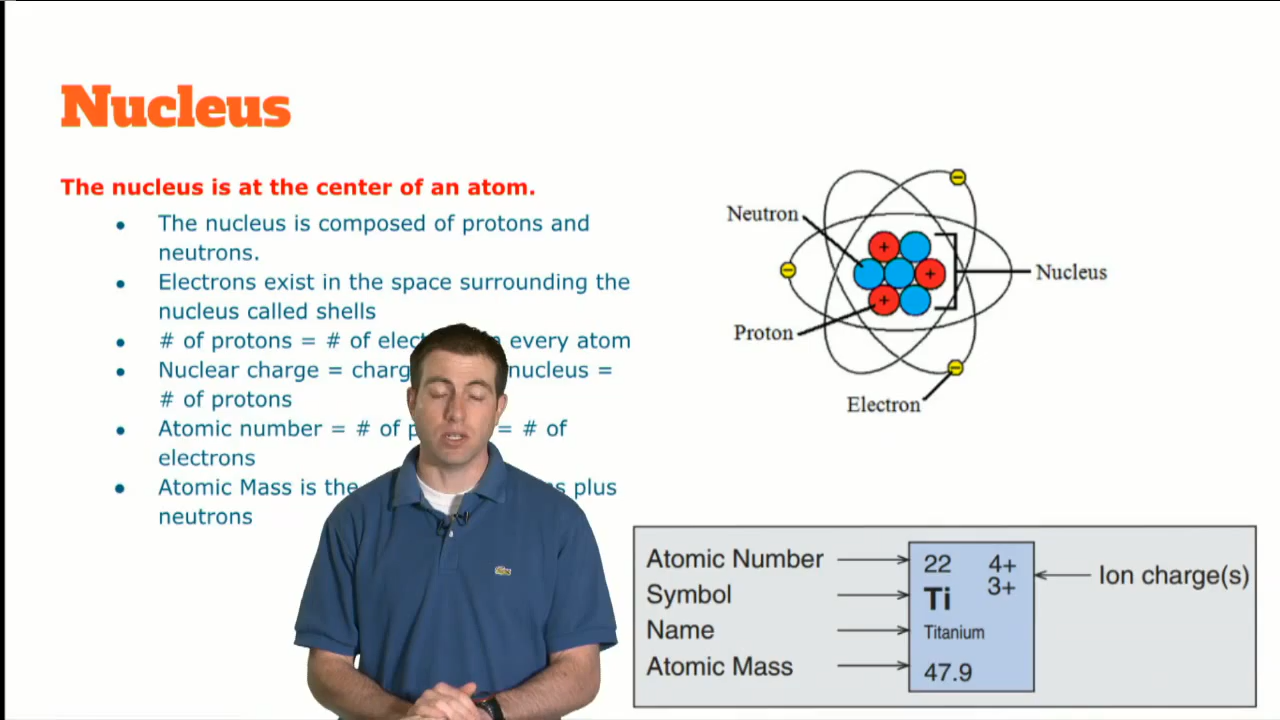 Nucleus
The nucleus is at the center of an atom.
• The nucleus is composed of protons and
neutrons.
• Electrons exist in the space surrounding the
nucleus called shells
• # of protons = # of every atom
• Nuclear charge = nucleus =
# of protons
• Atomic number = # of = # of
electrons
• Atomic Mass is the plus
neutrons
Neutron
Nucleus
Proton
Electron
Atomic Number
Symbol
Name
Atomic Mass
22 4+
3+
Ti
Titanium
47.9
Ion charge(s)